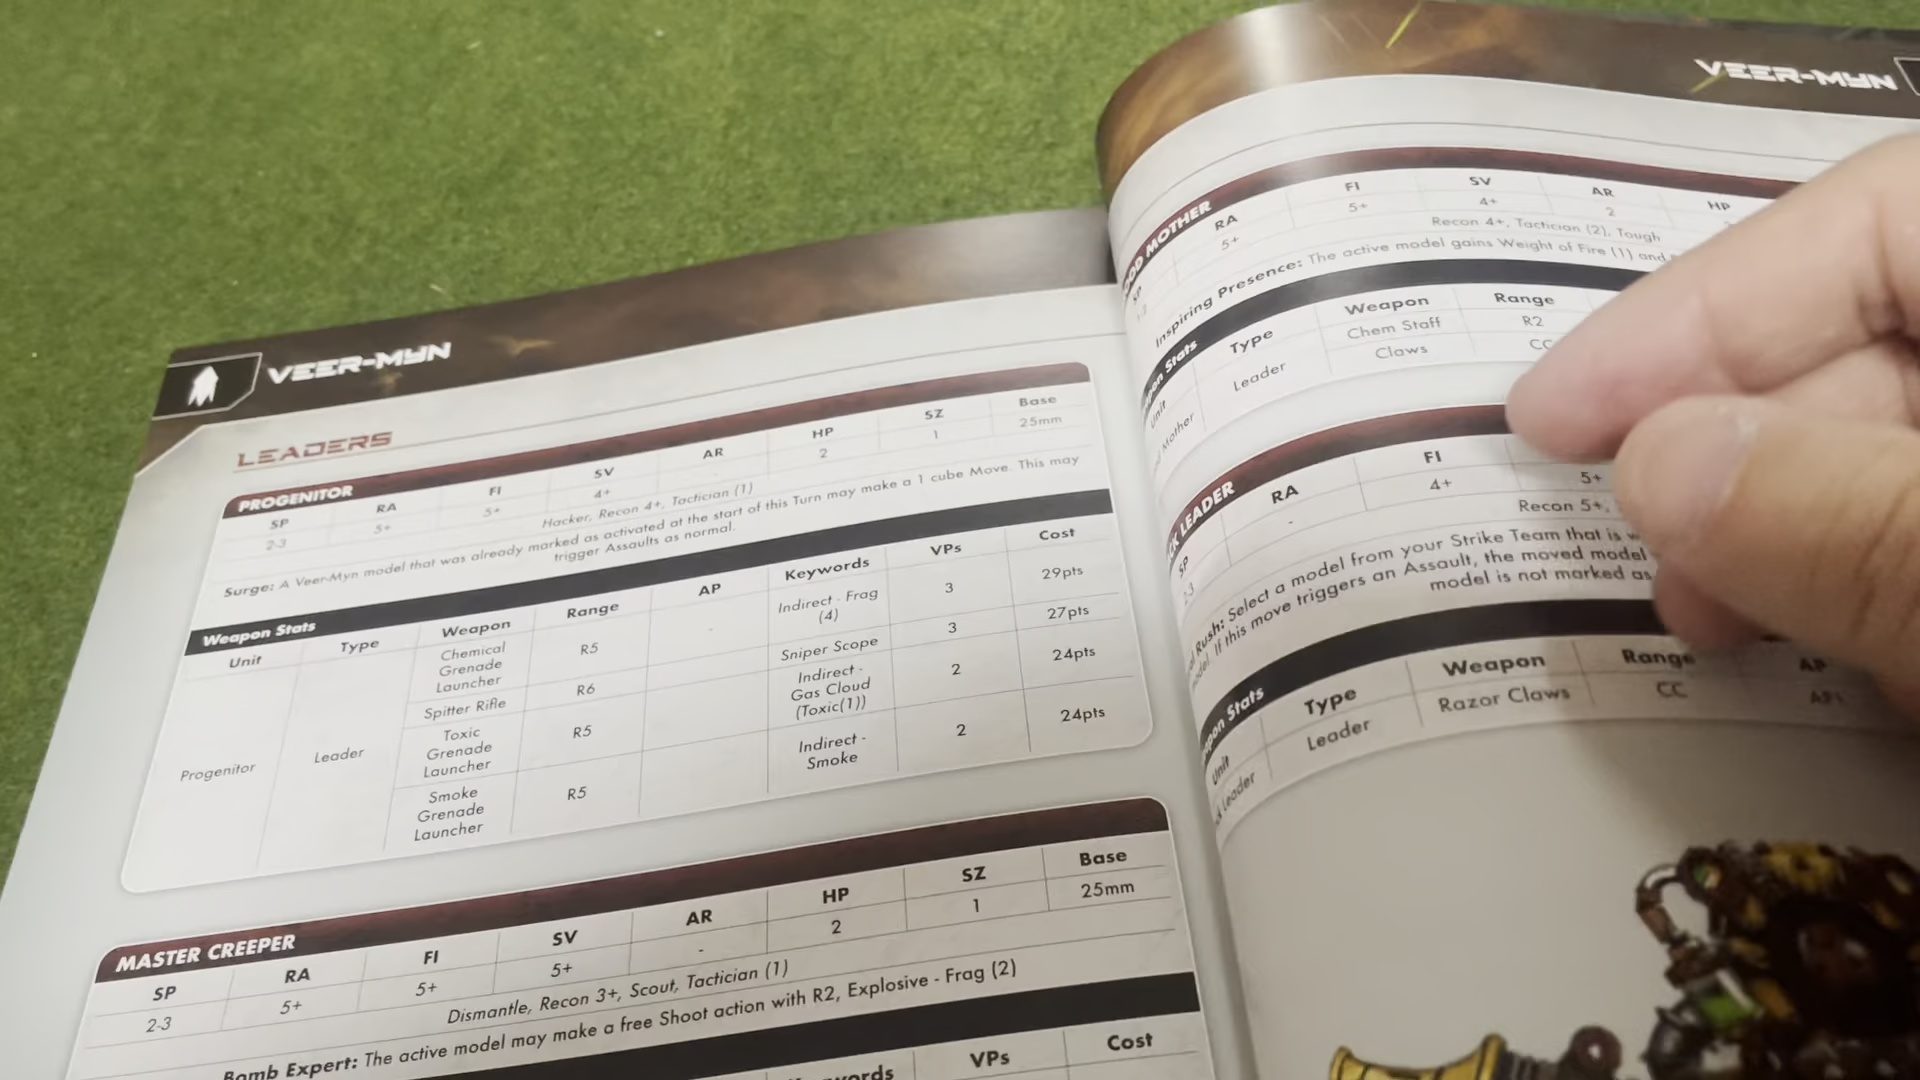 VEER-MYN
LEADERS
PROGENITOR
SP RA FI SV AR HP SZ Base
2-3 5+ 5+ 4+ 2 1 25mm
Hacker, Recon 4+, Tactician (1)
Surge: A Veer-Myn model that was already marked as activated at the start of this Turn may make a 1 cube Move. This may
trigger Assaults as normal.
Weapon Stats
Unit Type Weapon Range AP Keywords VPs Cost
Progenitor Leader
Chemical
Grenade
Launcher
R5 - Indirect - Frag
(4)
3 29pts
Spitter Rifle R6 Sniper Scope 3 27pts
Toxic
Grenade
Launcher
R5 Indirect -
Gas Cloud
(Toxic(1))
2 24pts
Smoke
Grenade
Launcher
R5 Indirect -
Smoke
2 24pts
MASTER CREEPER
SP RA FI SV AR HP SZ Base
2-3 5+ 5+ 5+ - 2 1 25mm
Dismantle, Recon 3+, Scout, Tactician (1)
Bomb Expert: The active model may make a free Shoot action with R2, Explosive - Frag (2)
VPs Cost
VEER-MYN
MOTHER
SP RA FI SV AR HP
5+ 5+ 4+ 2
Recon 4+, Tactician (2), Tough
Inspiring Presence: The active model gains Weight of Fire (1) and
Stats
Unit Type Weapon Range
Mother Leader Chem Staff R2
Claws CC
LEADER
SP RA FI
- 4+ 5+
Recon 5+,
Rush: Select a model from your Strike Team that is
model. If this move triggers an Assault, the moved model
model is not marked as
Stats
Unit Type Weapon Range AP
Leader Leader Razor Claws CC AP1